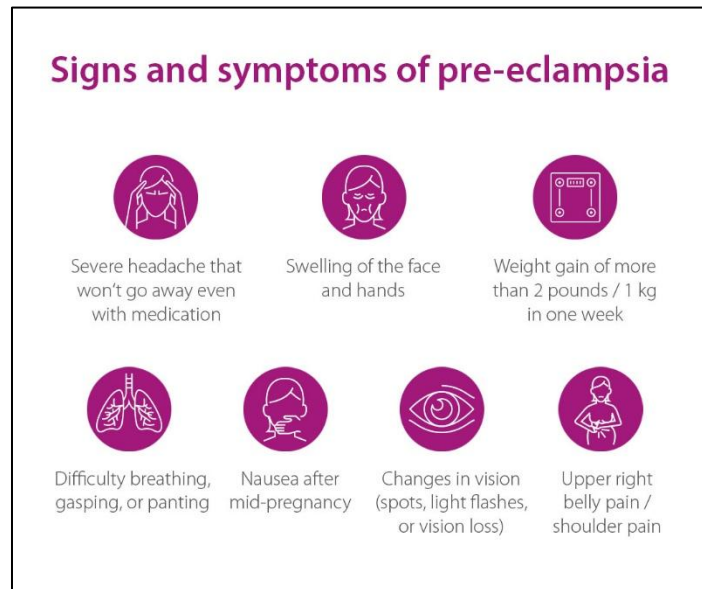 Signs and symptoms of pre-eclampsia
Severe headache that
won't go away even
with medication
Swelling of the face
and hands
Weight gain of more
than 2 pounds / 1 kg
in one week
Difficulty breathing,
gasping, or panting
Nausea after
mid-pregnancy
Changes in vision
(spots, light flashes,
or vision loss)
Upper right
belly pain /
shoulder pain